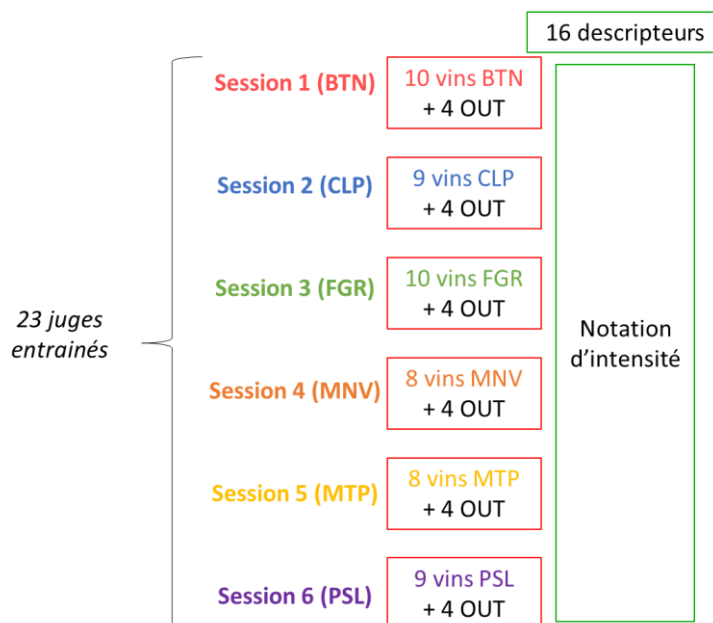 16 descripteurs
Session 1 (BTN)
10 vins BTN
+ 4 OUT
Session 2 (CLP)
9 vins CLP
+ 4 OUT
Session 3 (FGR)
10 vins FGR
+ 4 OUT
23 juges
entrainés
Notation
d’intensité
Session 4 (MNV)
8 vins MNV
+ 4 OUT
Session 5 (MTP)
8 vins MTP
+ 4 OUT
Session 6 (PSL)
9 vins PSL
+ 4 OUT